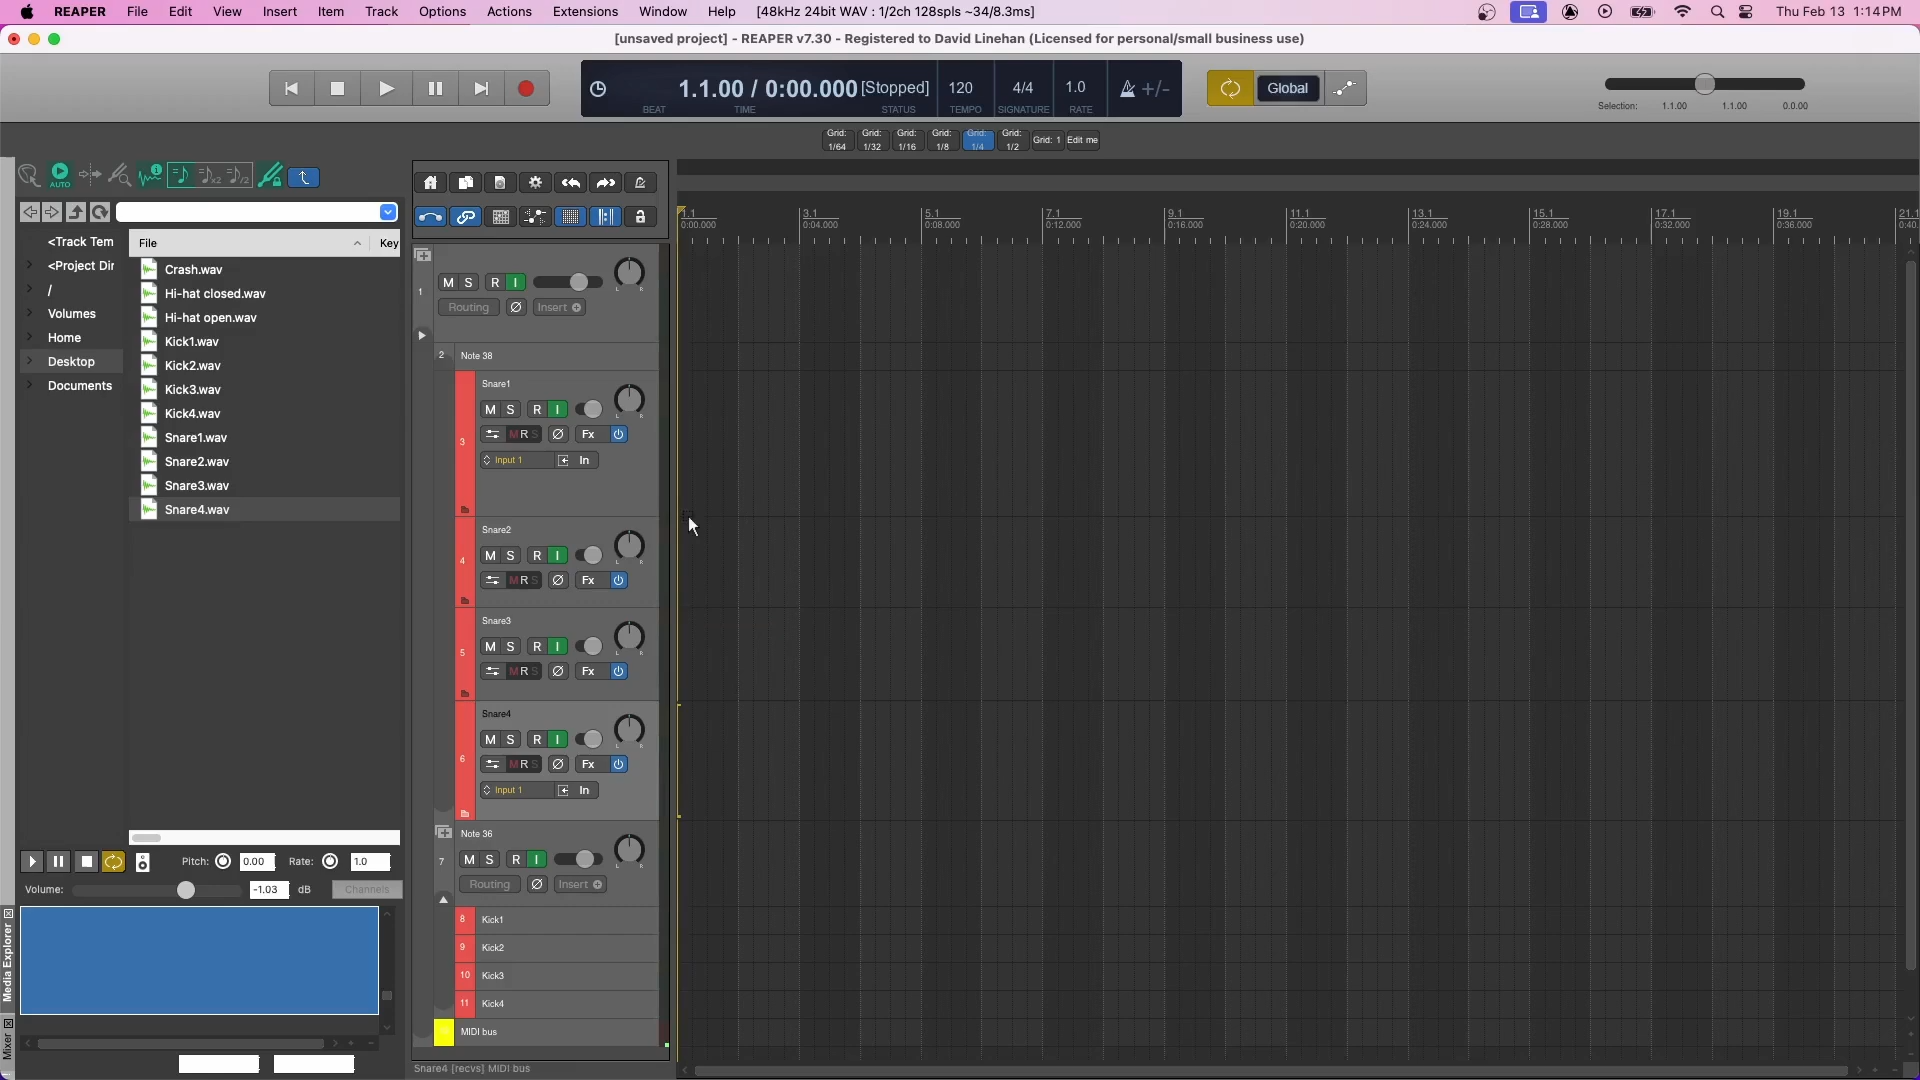 REAPER File Edit View Insert Item Track Options Actions Extensions Window Help [48kHz 24bit WAV : 1/2ch 128spls ~34/8.3ms] Thu Feb 13 1:14PM
[unsaved project] - REAPER v7.30 - Registered to David Linehan (Licensed for personal/small business use)
1.1.00 / 0:00.000 [Stopped] 120 4/4 1.0 +/- Global
BEAT TIME STATUS TEMPO SIGNATURE RATE
Selection: 1.1.00 1.1.00 0.0.00
Grid: 1/64 Grid: 1/32 Grid: 1/16 Grid: 1/8 Grid: 1/4 Grid: 1/2 Grid: 1 Edit me
AUTO
1.1 3.1 5.1 7.1 9.1 11.1 13.1 15.1 17.1 19.1 21.1
0:00.000 0:04.000 0:08.000 0:12.000 0:16.000 0:20.000 0:24.000 0:28.000 0:32.000 0:36.000 0:40.
<Track Tem
<Project Dir
/
Volumes
Home
Desktop
Documents
File Key
Crash.wav
Hi-hat closed.wav
Hi-hat open.wav
Kick1.wav
Kick2.wav
Kick3.wav
Kick4.wav
Snare1.wav
Snare2.wav
Snare3.wav
Snare4.wav
1 M S R I L R
Routing Insert
2 Note 38
Snare1
M S R I L R
3 MRS Fx
Input 1 In
Snare2
M S R I L R
4 MRS Fx
Snare3
M S R I L R
5 MRS Fx
Snare4
M S R I L R
6 MRS Fx
Input 1 In
Note 36
7 M S R I L R
Routing Insert
8 Kick1
9 Kick2
10 Kick3
11 Kick4
MIDI bus
Snare4 [recvs] MIDI bus
Pitch: 0.00 Rate: 1.0
Volume: -1.03 dB Channels
Media Explorer
Mixer